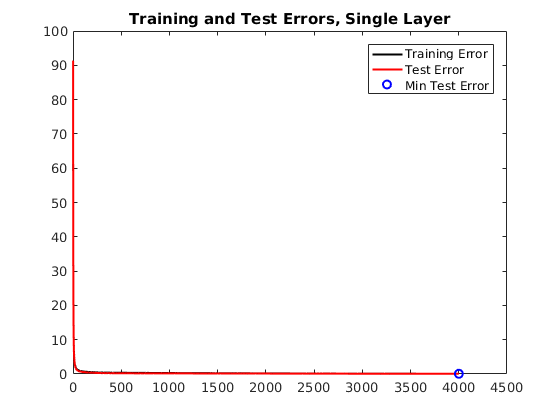 Training and Test Errors, Single Layer
100
90
80
70
60
50
40
30
20
10
0
Training Error
Test Error
Min Test Error
0 500 1000 1500 2000 2500 3000 3500 4000 4500